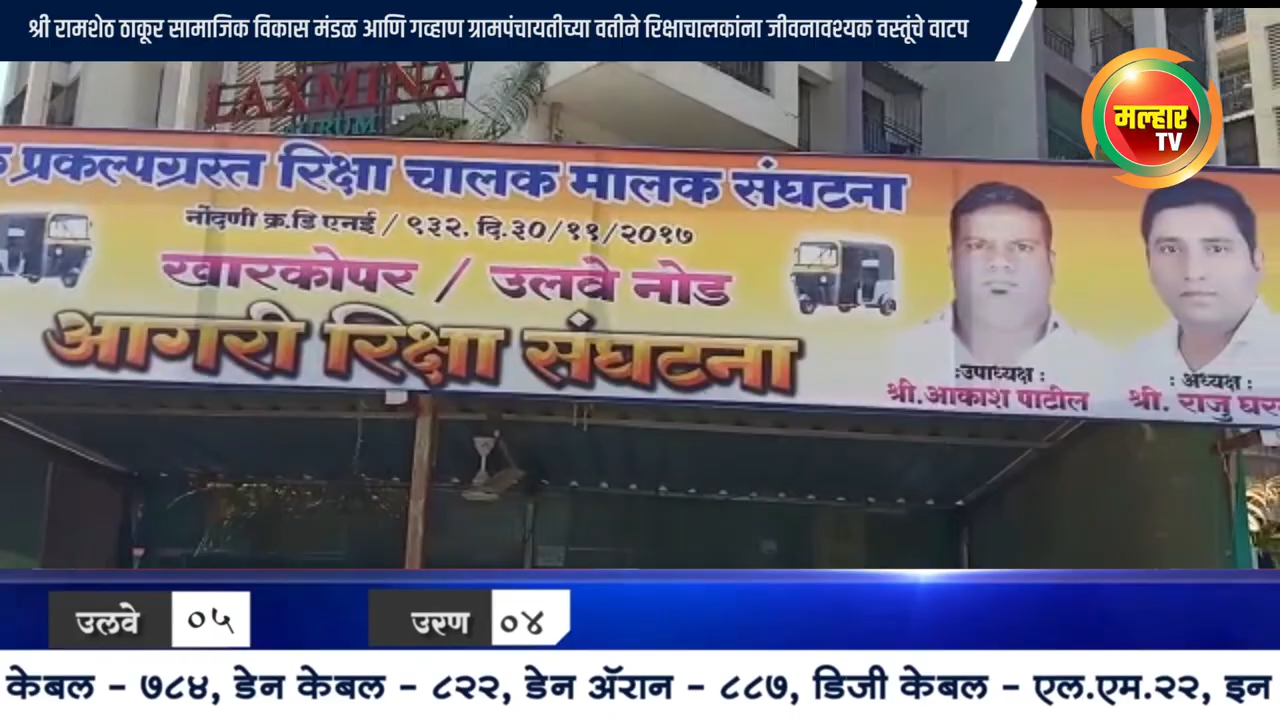 श्री रामशेठ ठाकूर सामाजिक विकास मंडळ आणि गव्हाण ग्रामपंचायतीच्या वतीने रिक्षाचालकांना जीवनावश्यक वस्तूंचे वाटप
मल्हार
TV
LAXMINA
AURUM
प्रकल्पग्रस्त रिक्षा चालक मालक संघटना
नोंदणी क्र.डि एनई / ९३२. दि.३०/११/२०१७
खारकोपर / उलवे नोड
आगरी रिक्षा संघटना
:उपाध्यक्ष :
श्री.आकाश पाटील
: अध्यक्ष :
श्री. राजु
उलवे ०५
उरण ०४
केबल - ७८४, डेन केबल - ८२२, डेन ॲरान - ८८७, डिजी केबल - एल.एम.२२, इन